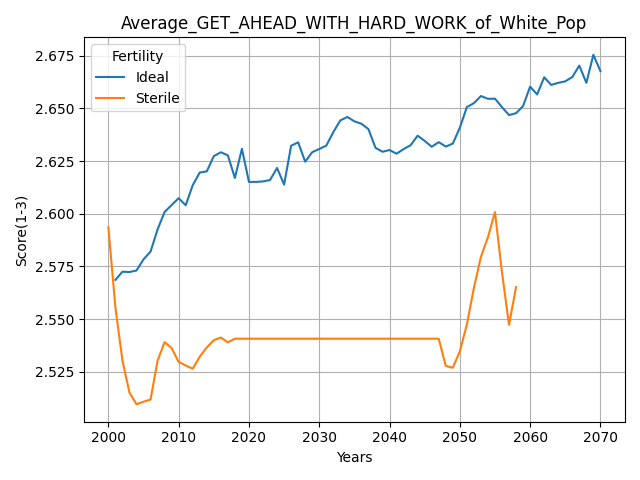 Average_GET_AHEAD_WITH_HARD_WORK_of_White_Pop
Fertility
Ideal
Sterile
Score(1-3)
2.675
2.650
2.625
2.600
2.575
2.550
2.525
2000 2010 2020 2030 2040 2050 2060 2070
Years